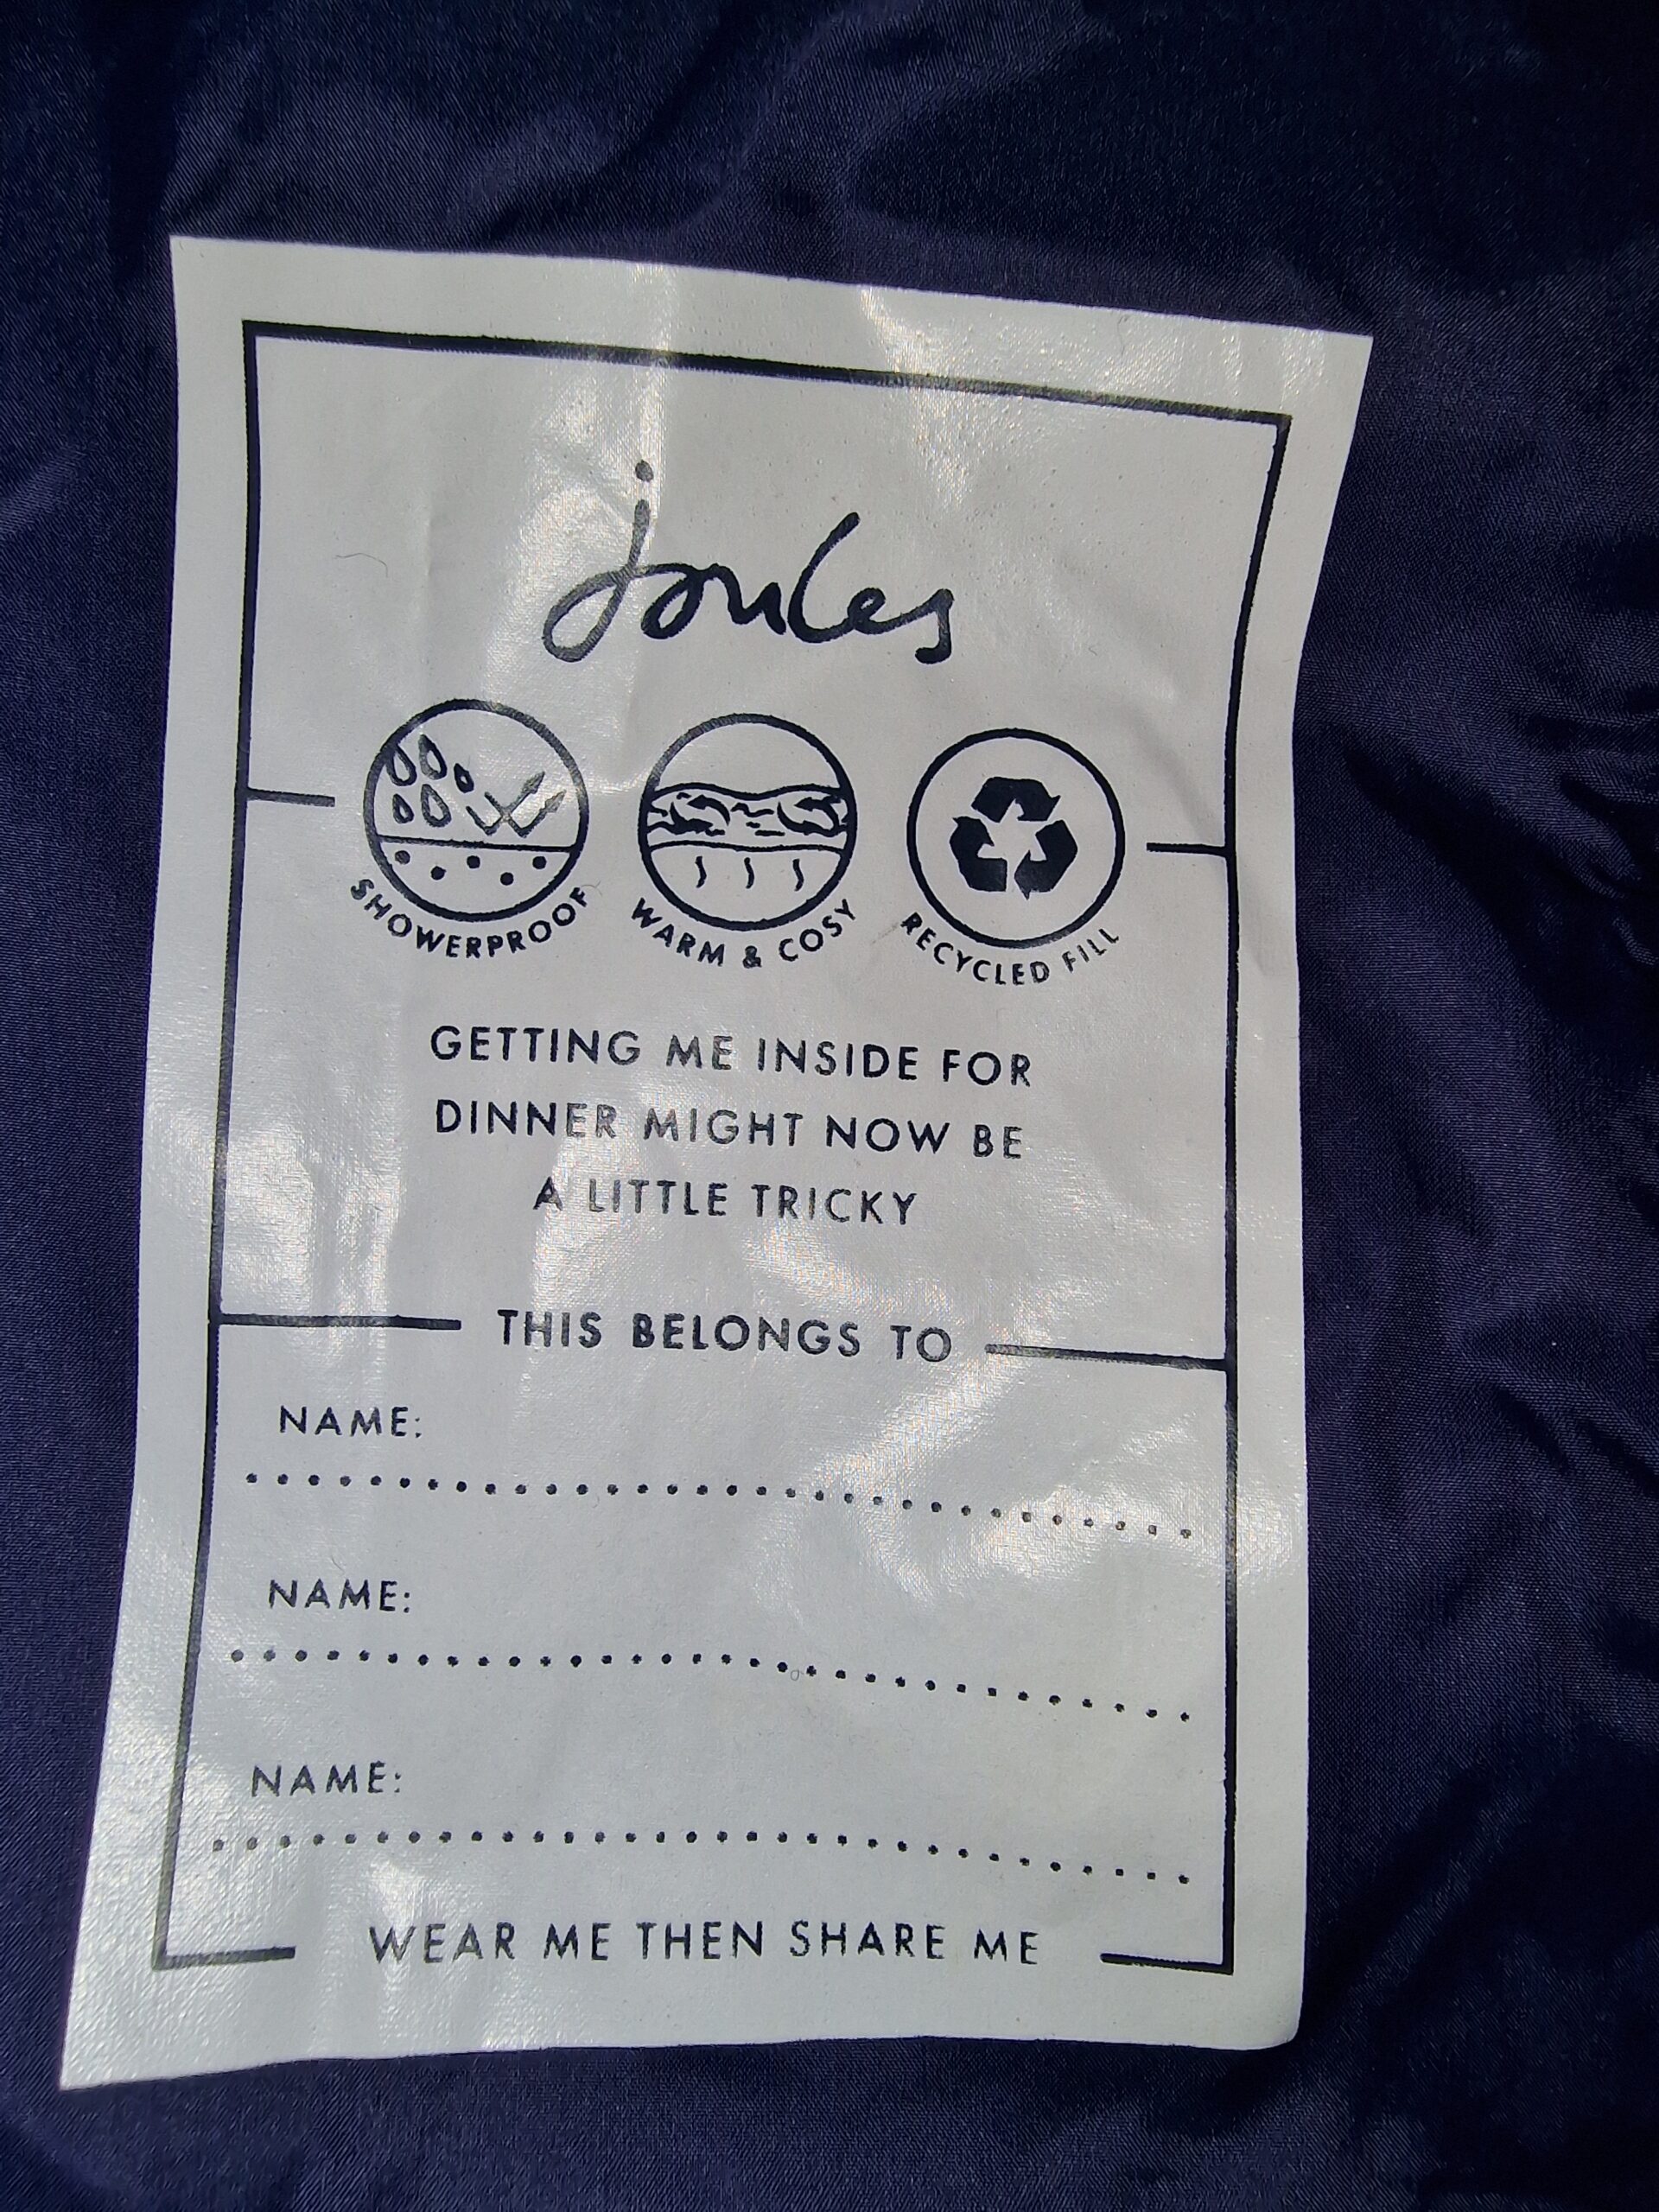 joules
SHOWERPROOF
WARM & COSY
RECYCLED FILL
GETTING ME INSIDE FOR
DINNER MIGHT NOW BE
A LITTLE TRICKY
THIS BELONGS TO
NAME:
NAME:
NAME:
WEAR ME THEN SHARE ME